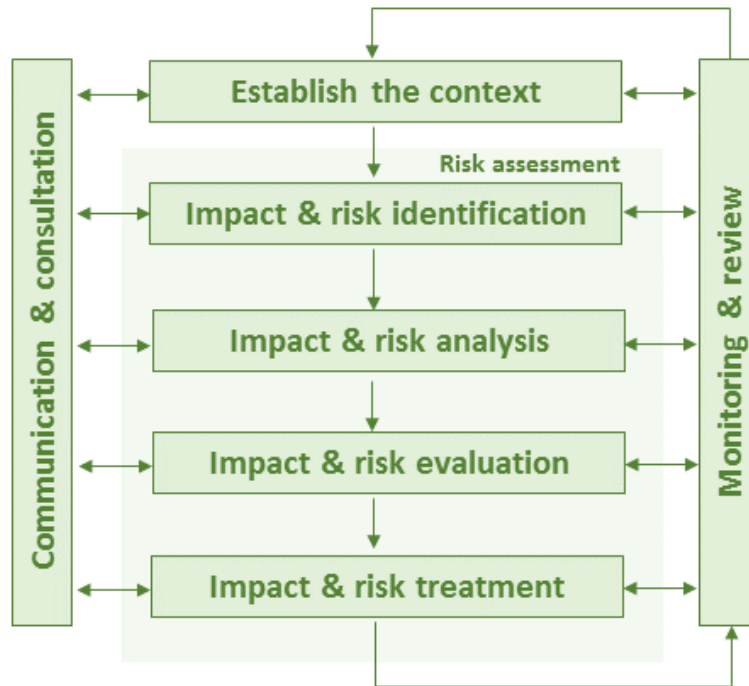 Establish the context
Risk assessment
Impact & risk identification
Impact & risk analysis
Impact & risk evaluation
Impact & risk treatment
Communication & consultation
Monitoring & review